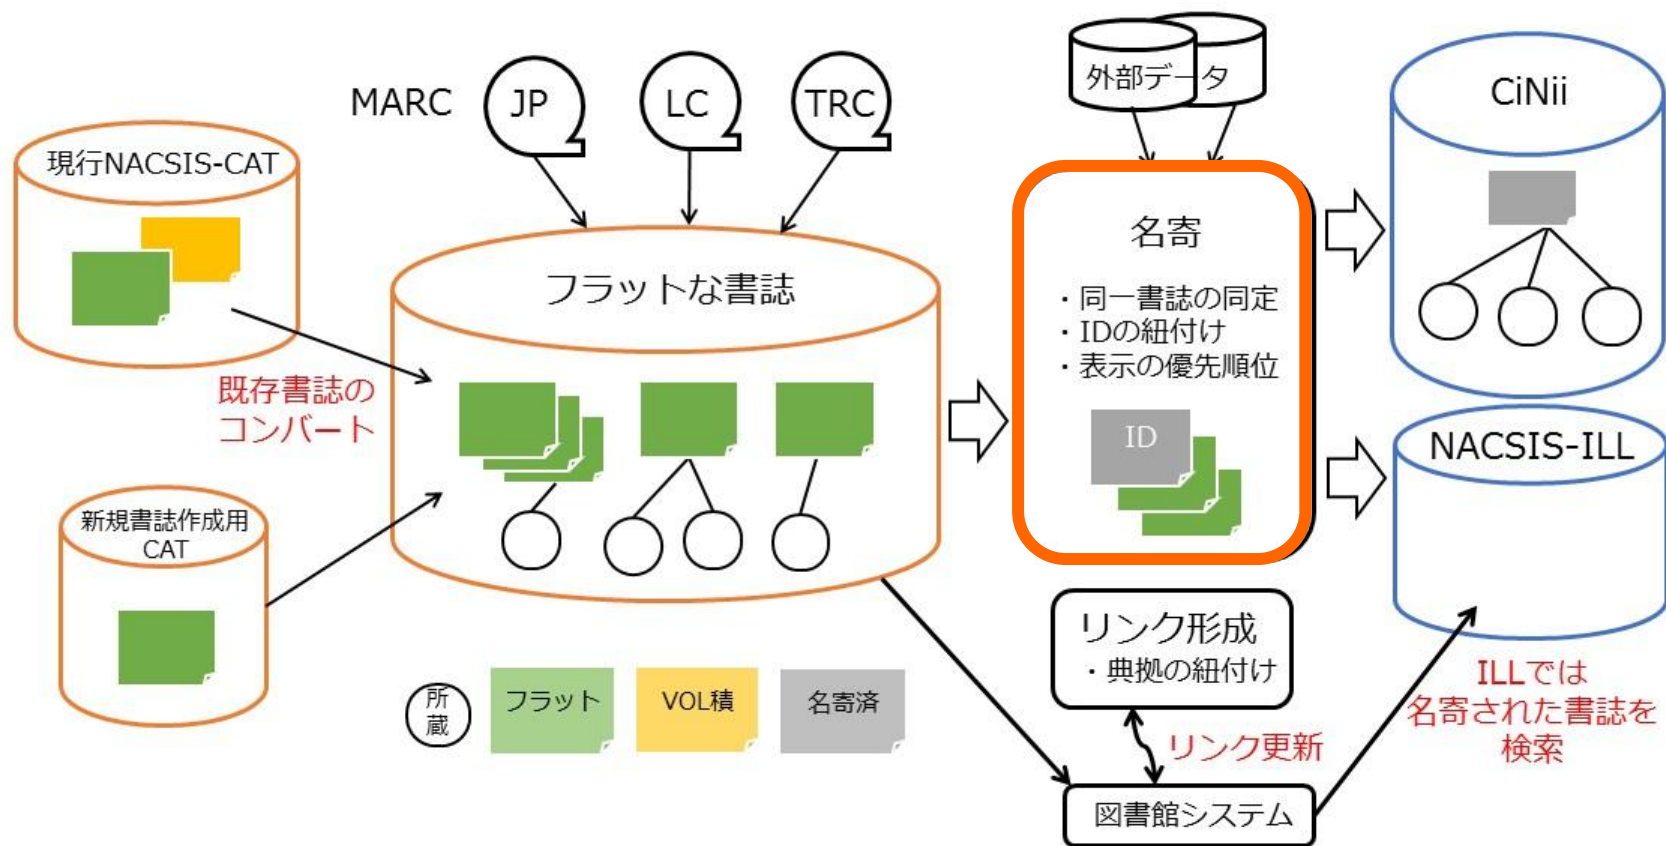 MARC
JP
LC
TRC
外部データ
CiNii
現行NACSIS-CAT
フラットな書誌
名寄
・同一書誌の同定
・IDの紐付け
・表示の優先順位
ID
既存書誌の
コンバート
NACSIS-ILL
新規書誌作成用
CAT
リンク形成
・典拠の紐付け
所
蔵
フラット
VOL積
名寄済
リンク更新
ILLでは
名寄された書誌を
検索
図書館システム